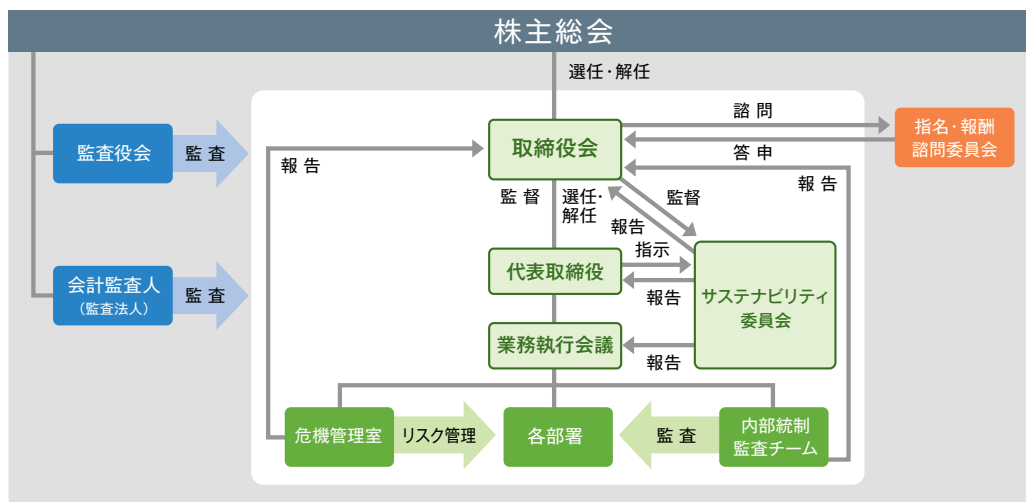 株主総会
選任・解任
監査役会
監査
報告
取締役会
諮問
答申
指名・報酬
諮問委員会
報告
監督
選任・
解任
監督
報告
会計監査人
（監査法人）
監査
代表取締役
指示
報告
サステナビリティ
委員会
業務執行会議
報告
危機管理室
リスク管理
各部署
監査
内部統制
監査チーム